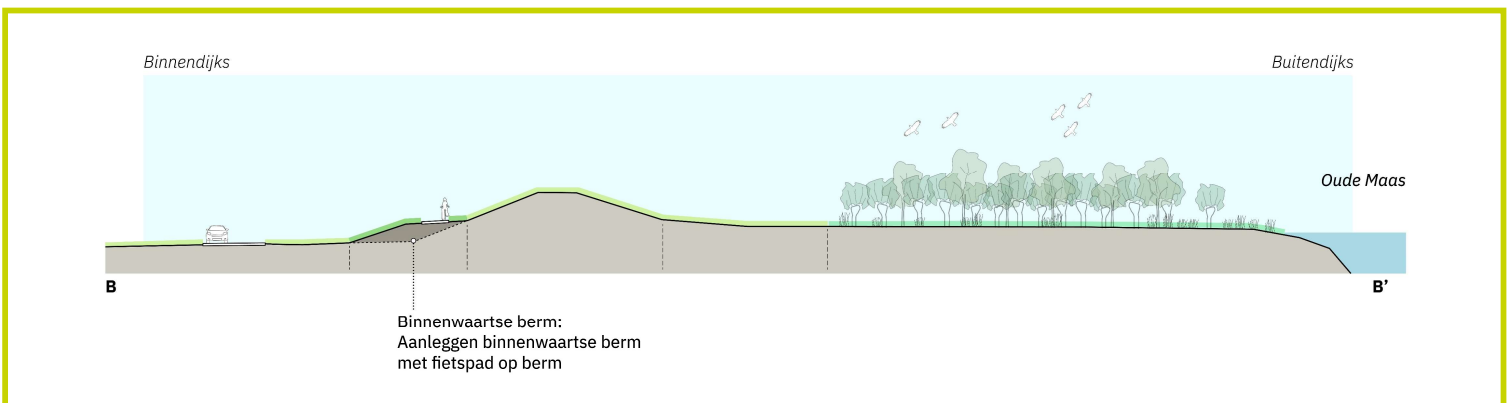 Binnendijks
Buitendijks
Oude Maas
B
B’
Binnenwaartse berm:
Aanleggen binnenwaartse berm
met fietspad op berm